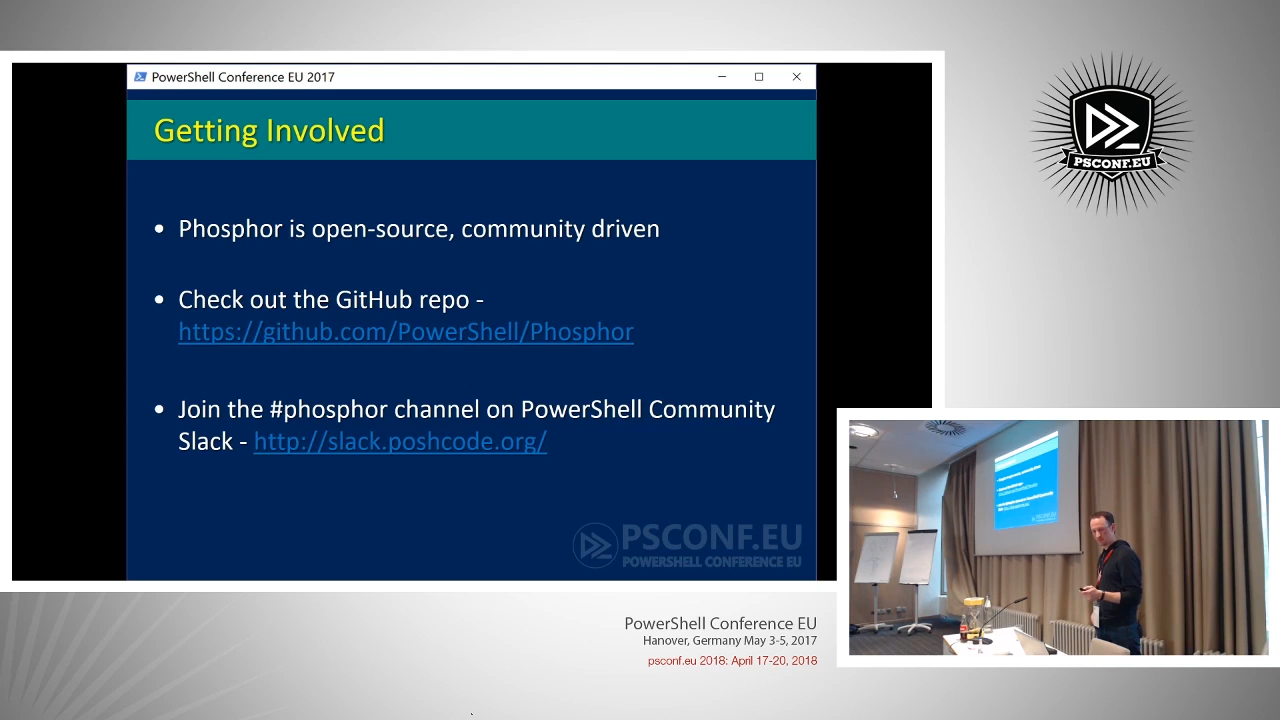 PowerShell Conference EU 2017
Getting Involved
• Phosphor is open-source, community driven
• Check out the GitHub repo -
https://github.com/PowerShell/Phosphor
• Join the #phosphor channel on PowerShell Community
Slack - http://slack.poshcode.org/
PSCONF.EU
POWERSHELL CONFERENCE EU
PSCONF.EU
PowerShell Conference EU
Hanover, Germany May 3-5, 2017
psconf.eu 2018: April 17-20, 2018